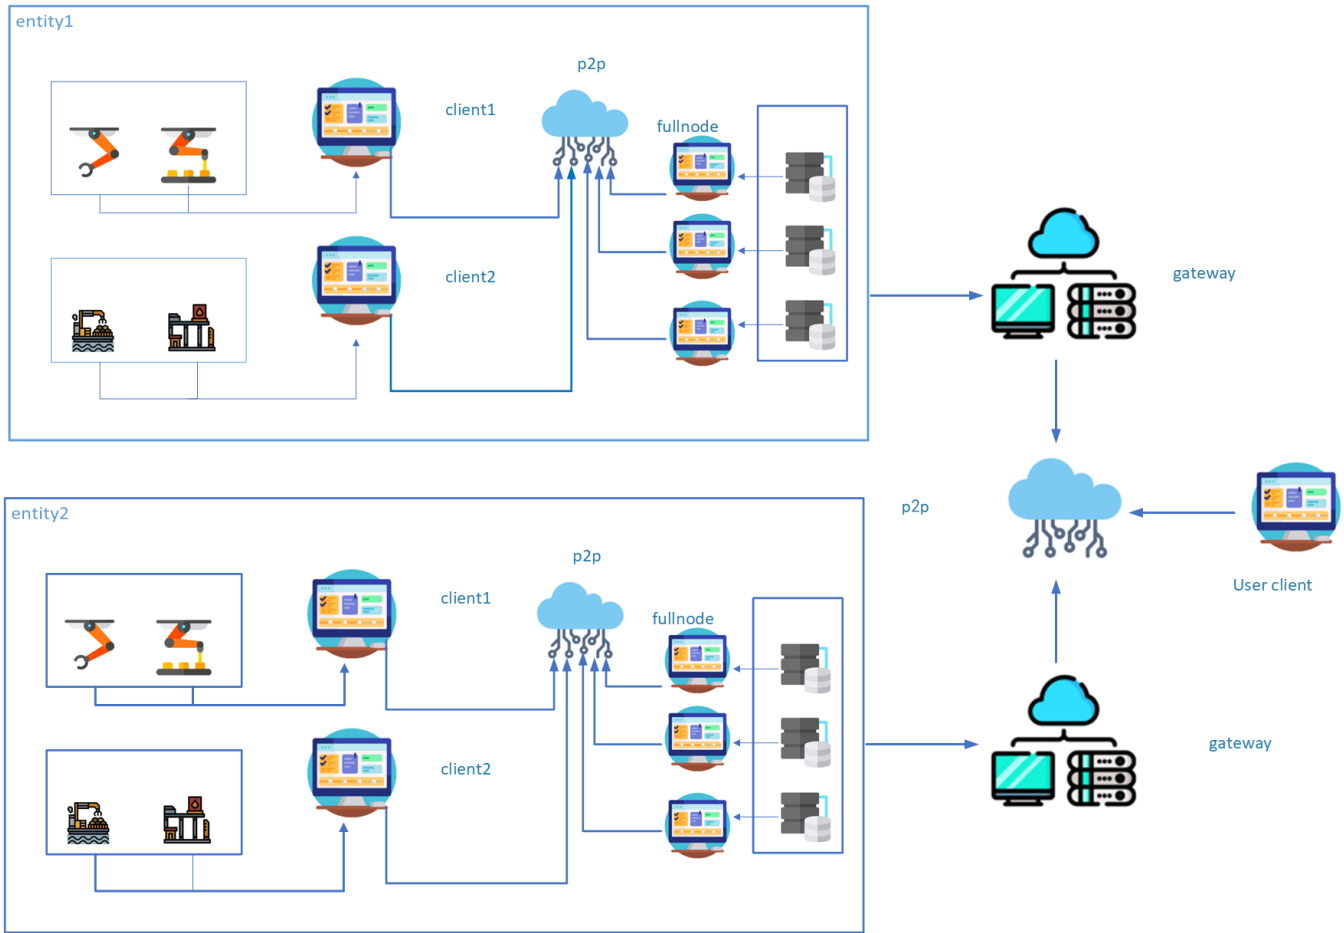 entity1
p2p
client1
fullnode
client2
gateway
entity2
p2p
User client
p2p
client1
fullnode
client2
gateway